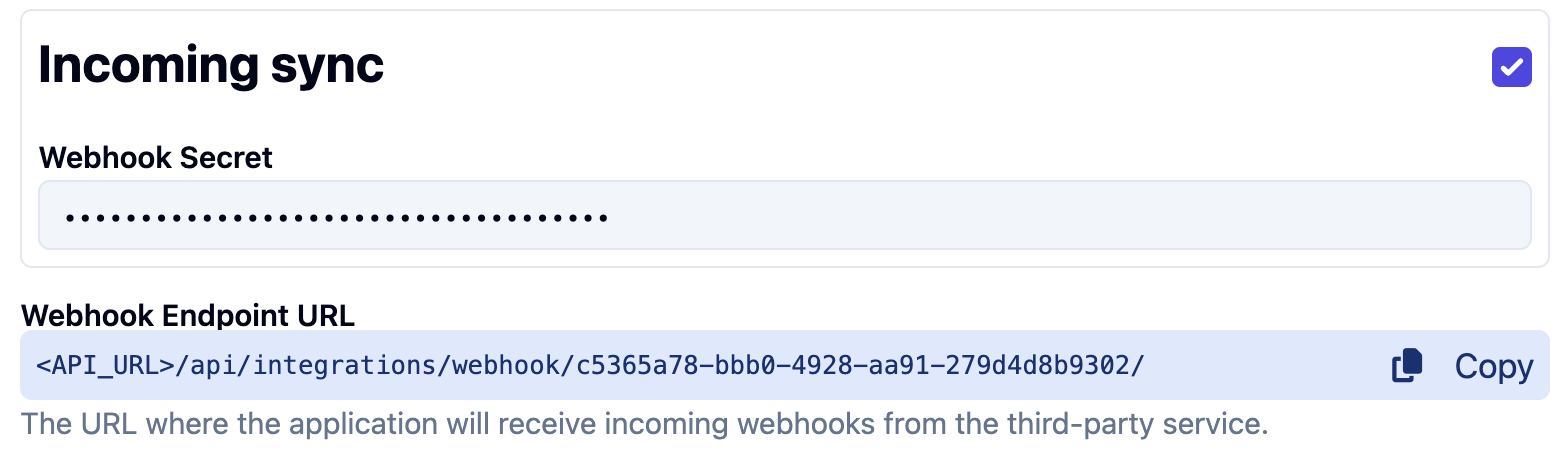 Incoming sync
Webhook Secret
••••••••••••••••••••••••••••••••••••
Webhook Endpoint URL
<API_URL>/api/integrations/webhook/c5365a78-bbb0-4928-aa91-279d4d8b9302/
Copy
The URL where the application will receive incoming webhooks from the third-party service.